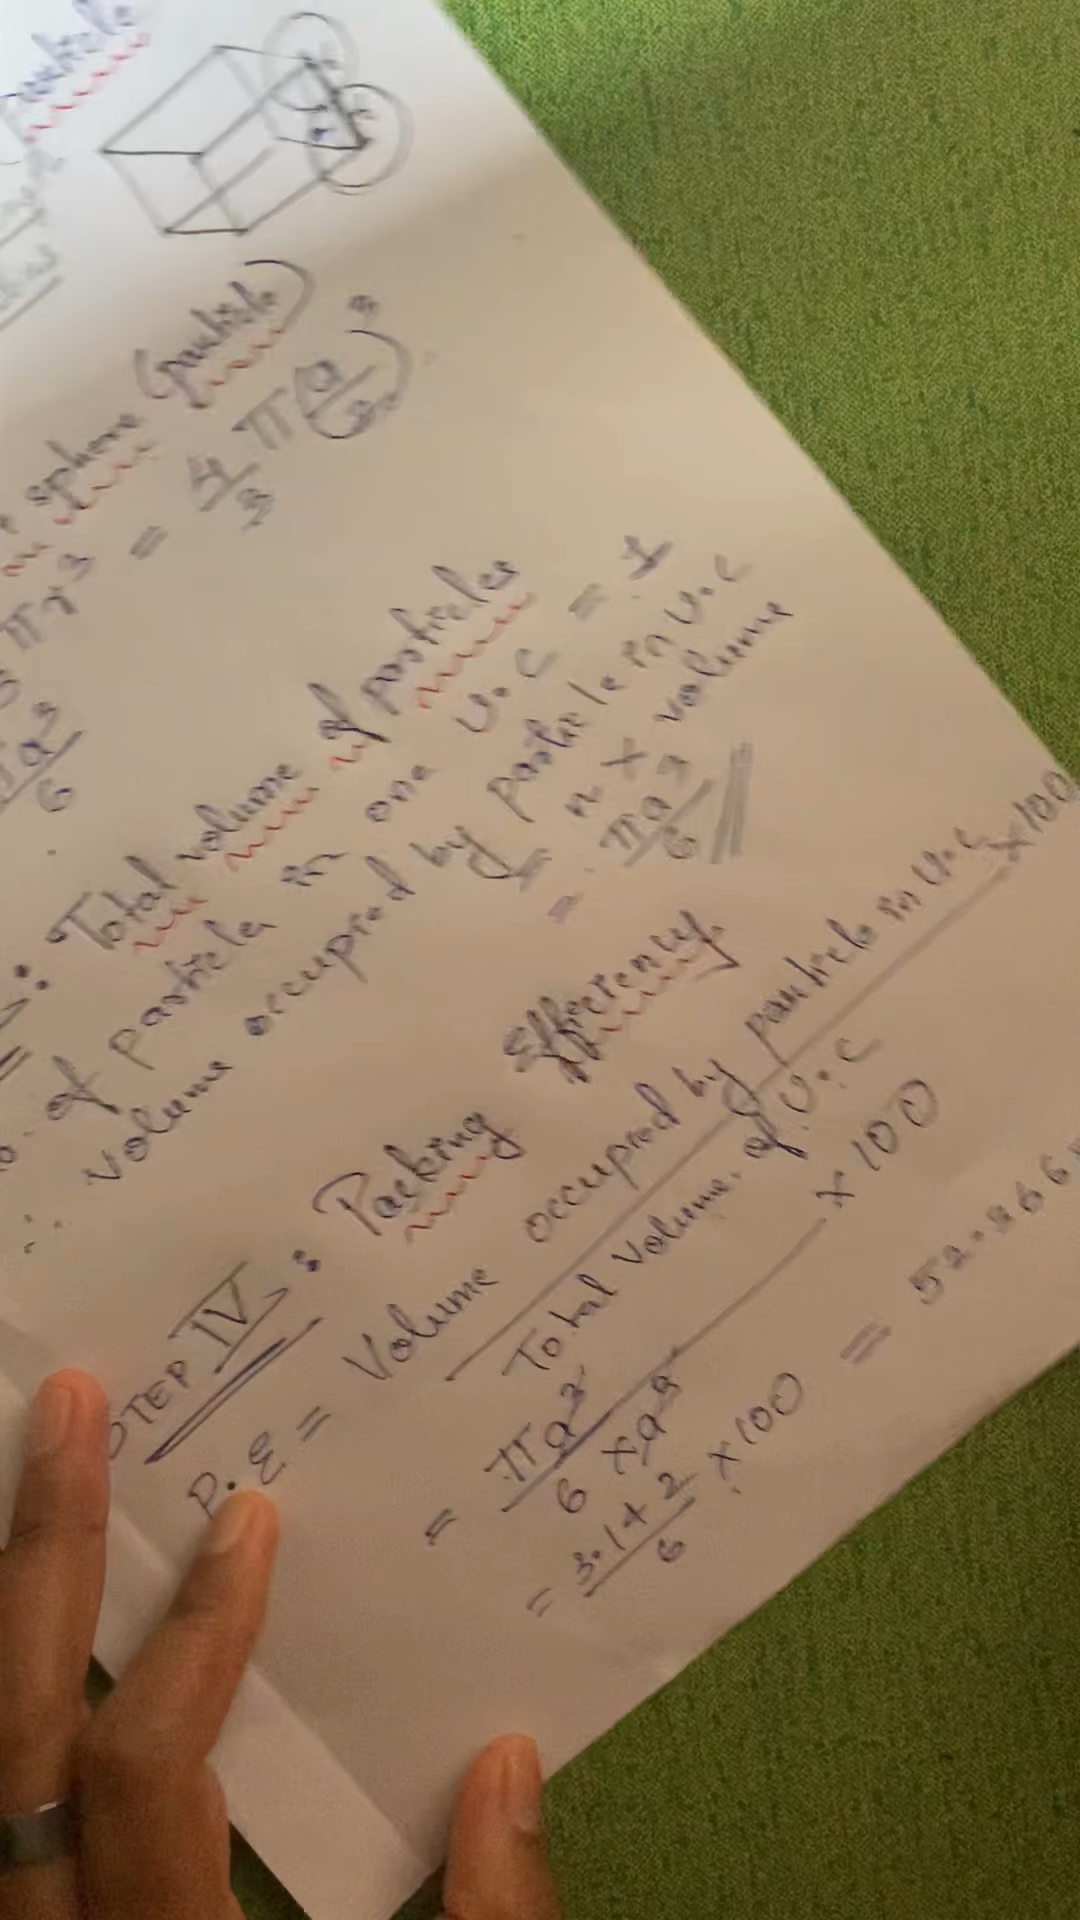 sphere (particle)
πr³ = 4/3 π(a/2)³
πa³/6
: Total volume of particles
of particle in one U.C = 1
∴ volume occupied by particle in U.C
= n x volume
= πa³/6
STEP IV : Packing Efficiency.
P.E = Volume occupied by particle in U.C / Total volume of U.C x 100
= πa³ / 6 x a³ x 100
= 3.142 / 6 x 100 = 52.366